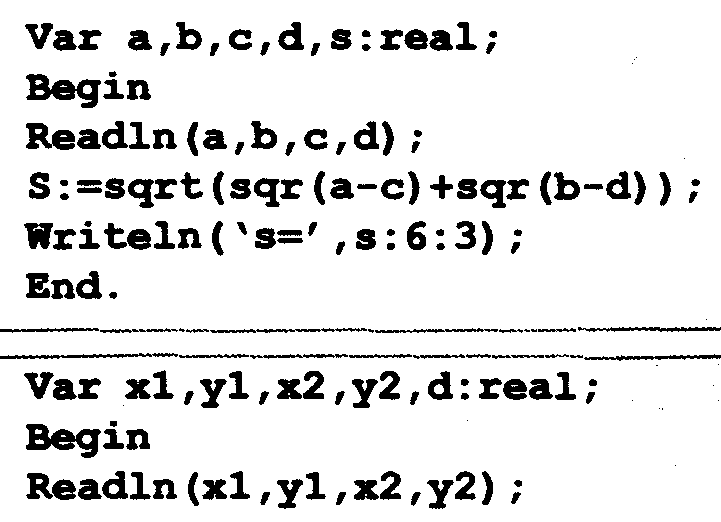 Var a,b,c,d,s:real;
Begin
Readln(a,b,c,d);
S:=sqrt(sqr(a-c)+sqr(b-d));
Writeln(‘s=’,s:6:3);
End.
Var x1,y1,x2,y2,d:real;
Begin
Readln(x1,y1,x2,y2);